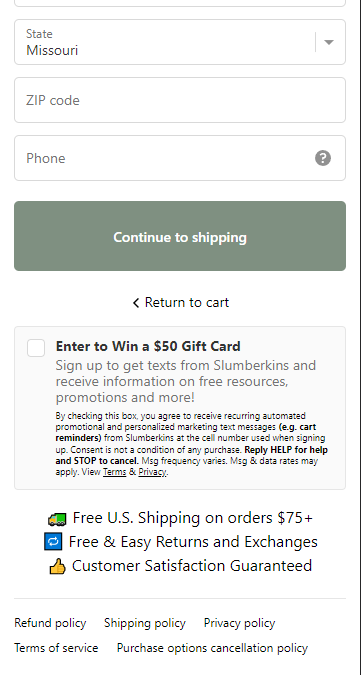 State
Missouri
ZIP code
Phone
?
Continue to shipping
Return to cart
Enter to Win a $50 Gift Card
Sign up to get texts from Slumberkins and
receive information on free resources,
promotions and more!
By checking this box, you agree to receive recurring automated
promotional and personalized marketing text messages (e.g. cart
reminders) from Slumberkins at the cell number used when signing
up. Consent is not a condition of any purchase. Reply HELP for help
and STOP to cancel. Msg frequency varies. Msg & data rates may
apply. View Terms & Privacy.
Free U.S. Shipping on orders $75+
Free & Easy Returns and Exchanges
Customer Satisfaction Guaranteed
Refund policy Shipping policy Privacy policy
Terms of service Purchase options cancellation policy